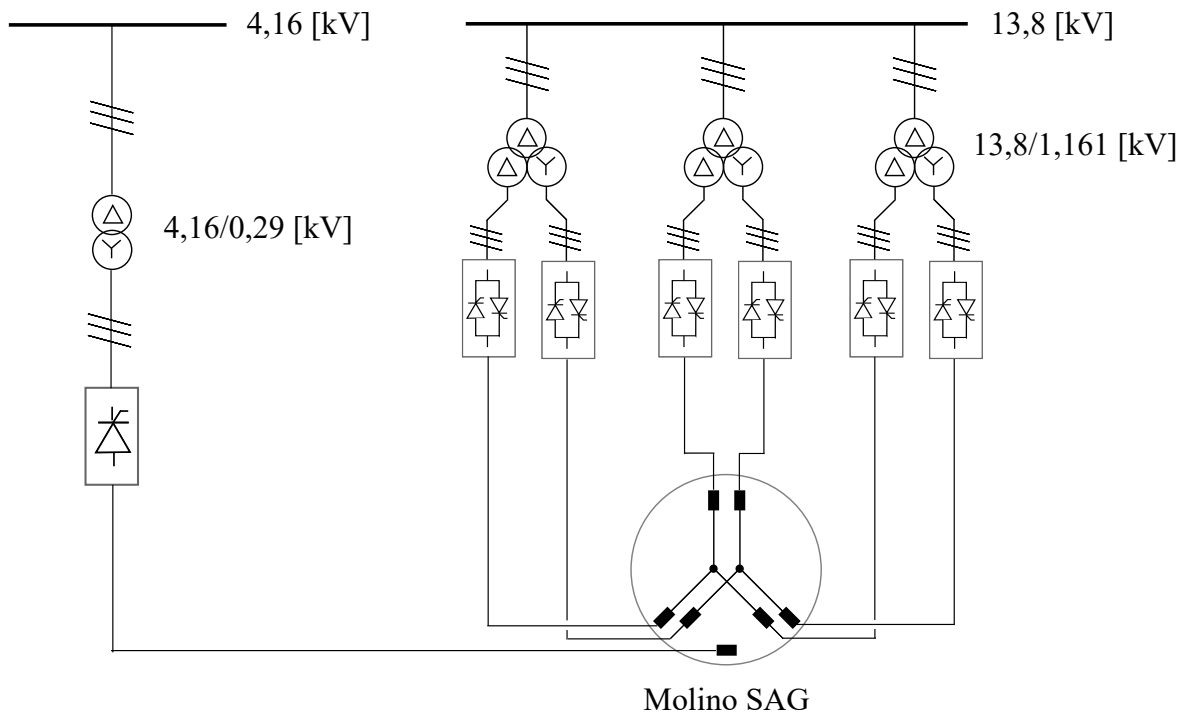 4,16 [kV]
13,8 [kV]
13,8/1,161 [kV]
4,16/0,29 [kV]
Molino SAG